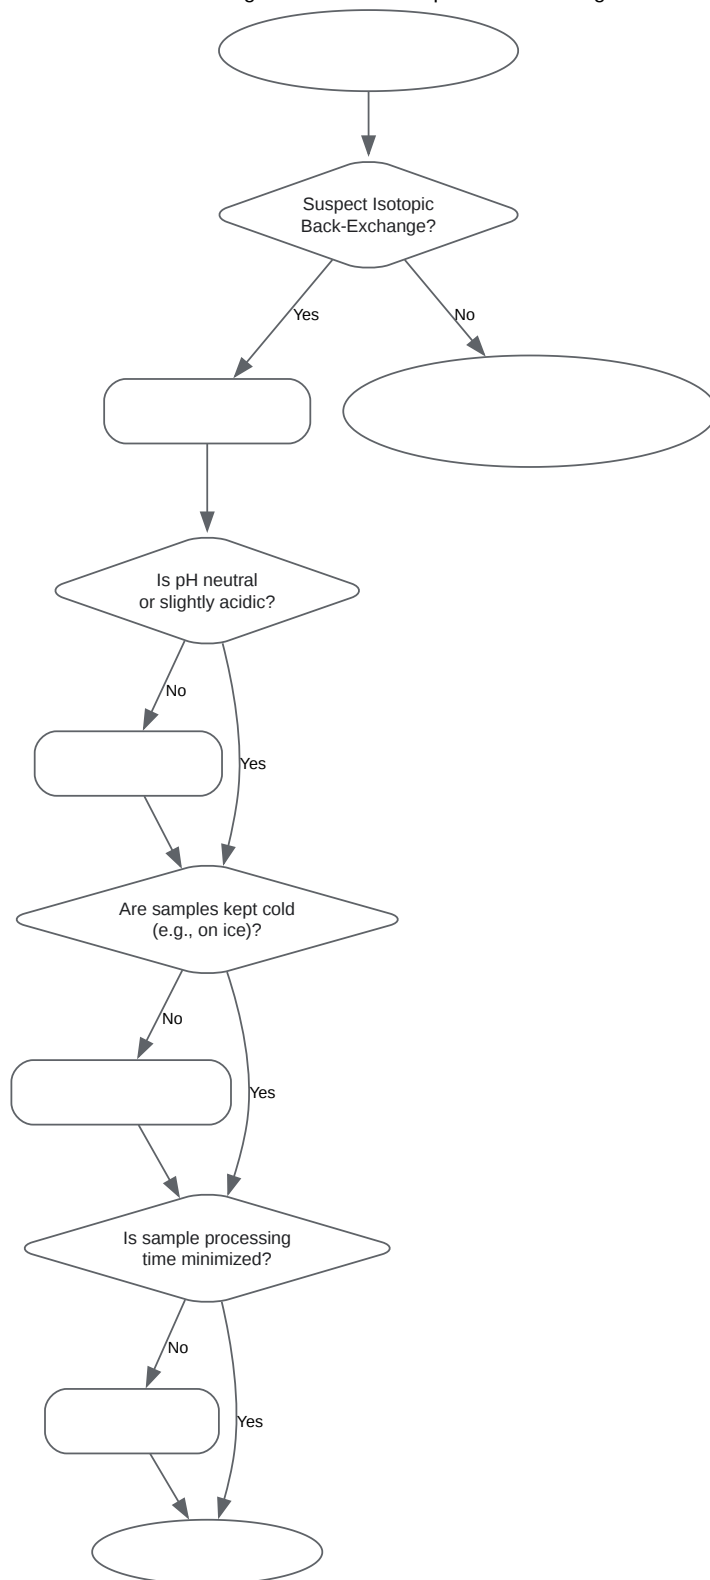 Suspect Isotopic
Back-Exchange?
Yes
No
Is pH neutral
or slightly acidic?
No
Yes
Are samples kept cold
(e.g., on ice)?
No
Yes
Is sample processing
time minimized?
No
Yes